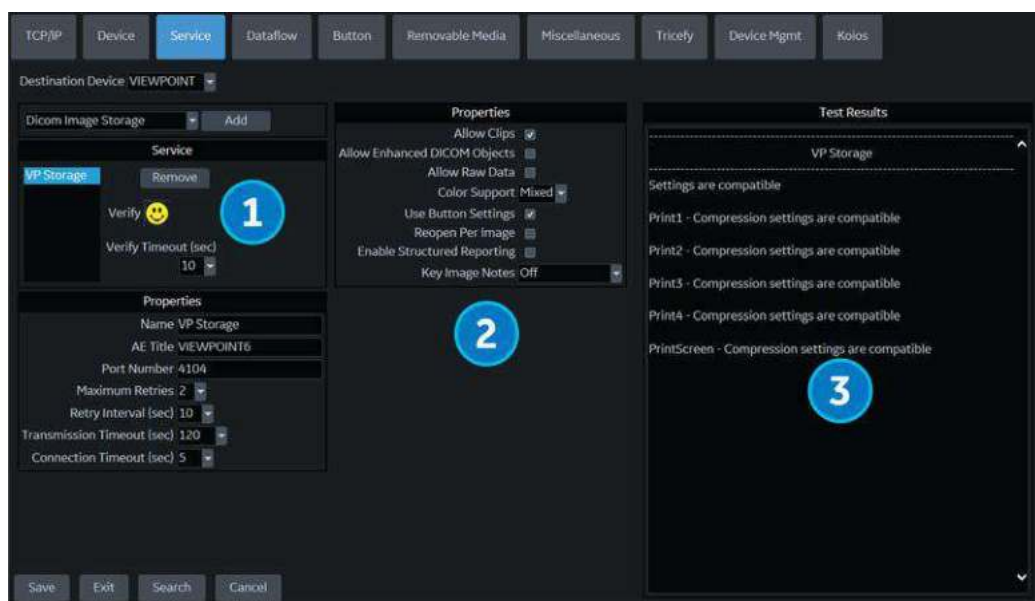 TCP/IP Device Service Dataflow Button Removable Media Miscellaneous Tricefy Device Mgmt Koios
Destination Device VIEWPOINT
Dicom Image Storage Add
Service
VP Storage Remove
Verify
Verify Timeout (sec)
10
1
Properties
Name VP Storage
AE Title VIEWPOINT6
Port Number 4104
Maximum Retries 2
Retry Interval (sec) 10
Transmission Timeout (sec) 120
Connection Timeout (sec) 5
Properties
Allow Clips
Allow Enhanced DICOM Objects
Allow Raw Data
Color Support Mixed
Use Button Settings
Reopen Per Image
Enable Structured Reporting
Key Image Notes Off
2
Test Results
VP Storage
Settings are compatible
Print1 - Compression settings are compatible
Print2 - Compression settings are compatible
Print3 - Compression settings are compatible
Print4 - Compression settings are compatible
PrintScreen - Compression settings are compatible
3
Save Exit Search Cancel